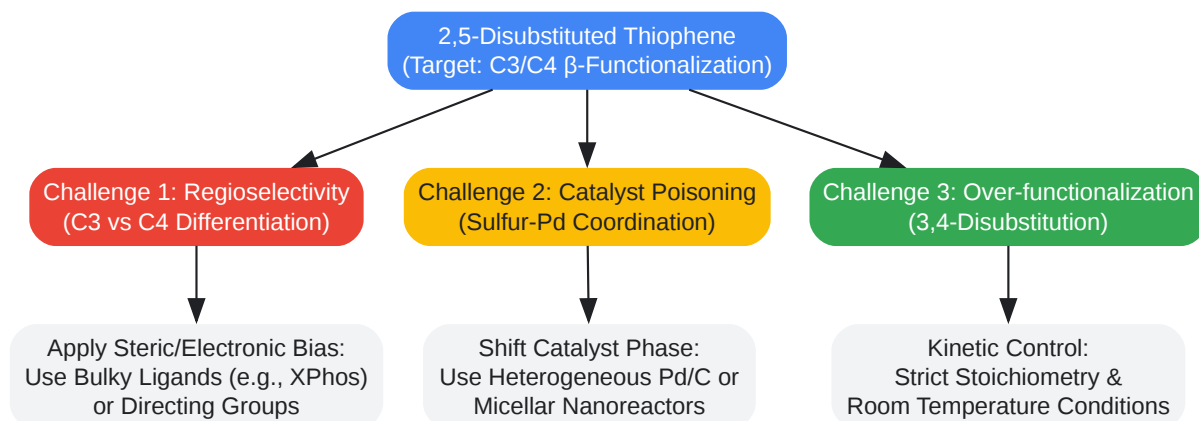 2,5-Disubstituted Thiophene
(Target: C3/C4 β-Functionalization)
Challenge 1: Regioselectivity
(C3 vs C4 Differentiation)
Challenge 2: Catalyst Poisoning
(Sulfur-Pd Coordination)
Challenge 3: Over-functionalization
(3,4-Disubstitution)
Apply Steric/Electronic Bias:
Use Bulky Ligands (e.g., XPhos)
or Directing Groups
Shift Catalyst Phase:
Use Heterogeneous Pd/C or
Micellar Nanoreactors
Kinetic Control:
Strict Stoichiometry &
Room Temperature Conditions